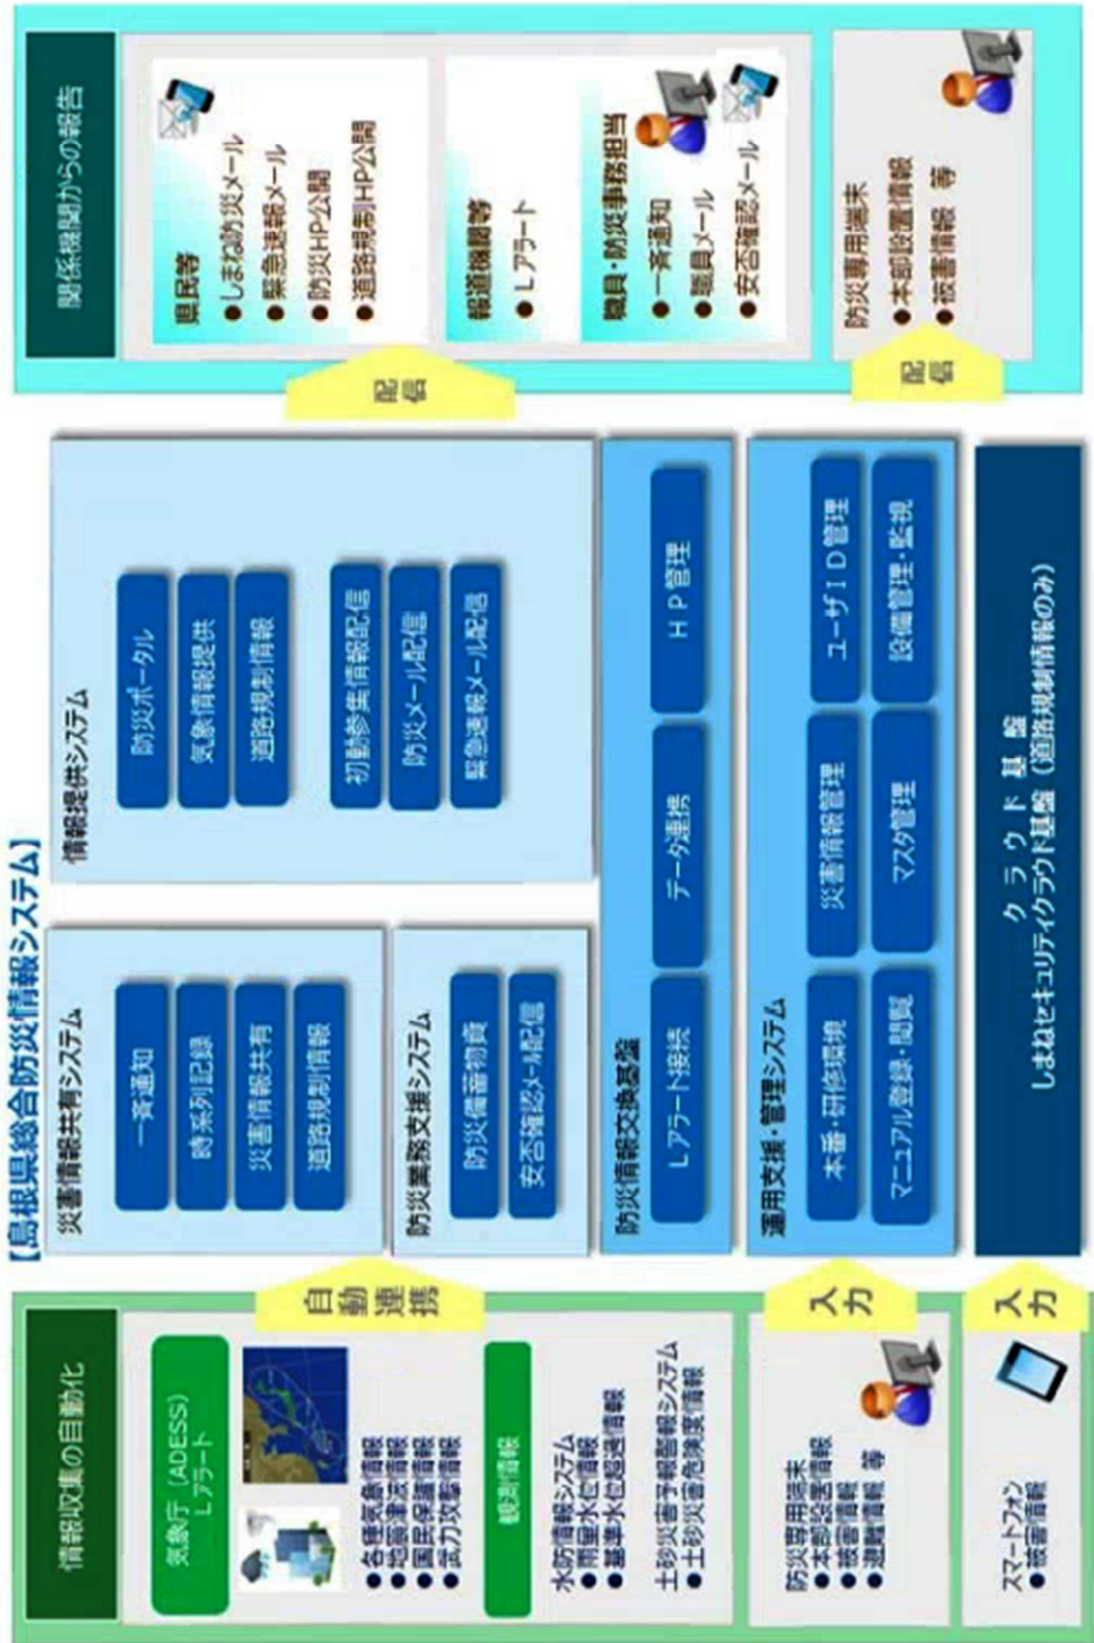 【島根県総合防災情報システム】
情報収集の自動化
気象庁（ADESS）
Lアラート
●各種気象情報
●地震津波情報
●国民保護情報
●武力攻撃情報
観測情報
水防情報システム
●雨量水位情報
●基準水位超過情報
土砂災害予報警報システム
●土砂災害危険度情報
自動連携
防災専用端末
●本部設置情報
●被害情報
●避難情報 等
入力
スマートフォン
●被害情報
入力
災害情報共有システム
一斉通知
時系列記録
災害情報共有
道路規制情報
防災業務支援システム
防災備蓄物資
安否確認メール配信
情報提供システム
防災ポータル
気象情報提供
道路規制情報
初動参集情報配信
防災メール配信
緊急速報メール配信
防災情報交換基盤
Lアラート接続
データ連携
HP管理
運用支援・管理システム
本番・研修環境
災害情報管理
ユーザID管理
マニュアル登録・閲覧
マスタ管理
設備管理・監視
クラウド基盤
しまねセキュリティクラウド基盤（道路規制情報のみ）
関係機関からの報告
県民等
●しまね防災メール
●緊急速報メール
●防災HP公開
●道路規制HP公開
配信
報道機関等
●Lアラート
職員・防災事務担当
●一斉通知
●職員メール
●安否確認メール
防災専用端末
●本部設置情報
●被害情報 等
配信